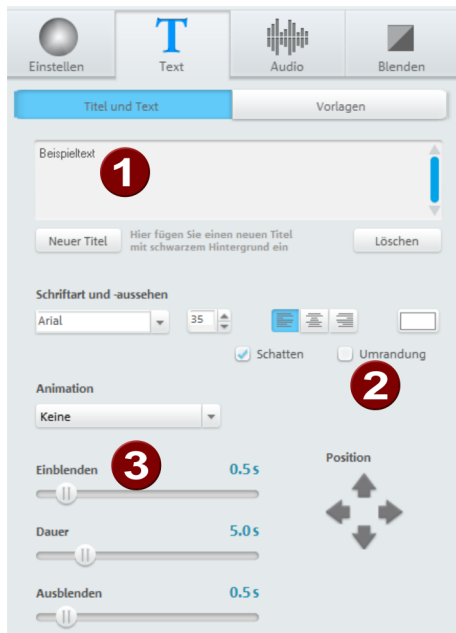 T
Einstellen Text Audio Blenden
Titel und Text Vorlagen
Beispieltext
1
Neuer Titel Hier fügen Sie einen neuen Titel Löschen
mit schwarzem Hintergrund ein
Schriftart und -aussehen
Arial 35
Schatten Umrandung
2
Animation
Keine
3
Einblenden 0.5 s Position
Dauer 5.0 s
Ausblenden 0.5 s